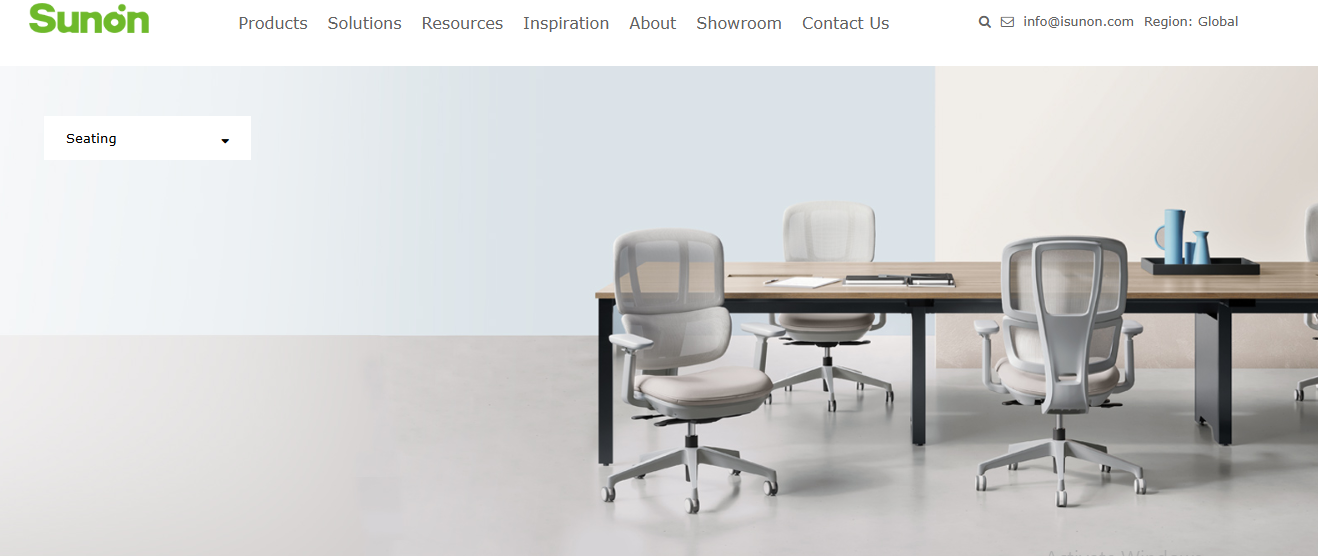 Sunon
Products Solutions Resources Inspiration About Showroom Contact Us
info@isunon.com Region: Global
Seating
Activate Windows